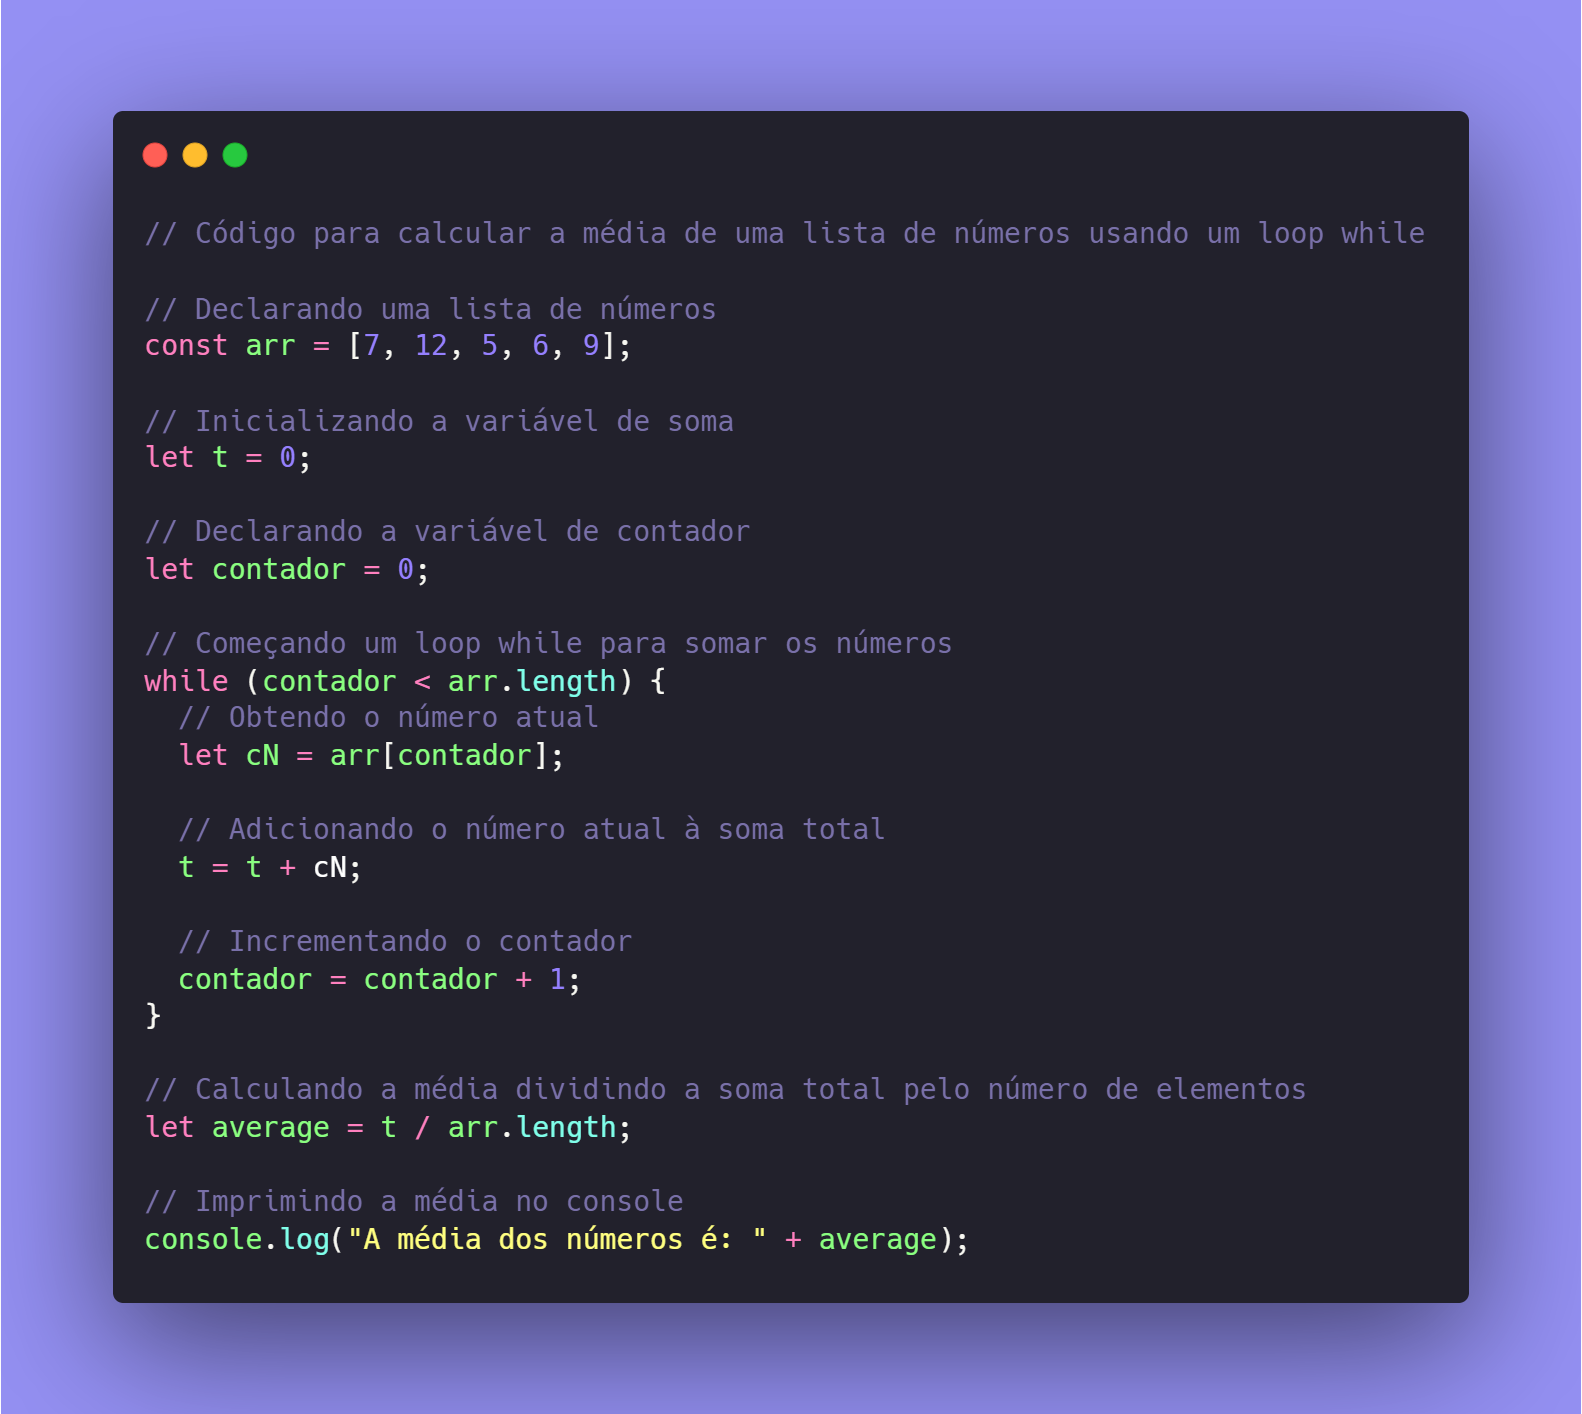 // Código para calcular a média de uma lista de números usando um loop while
// Declarando uma lista de números
const arr = [7, 12, 5, 6, 9];
// Inicializando a variável de soma
let t = 0;
// Declarando a variável de contador
let contador = 0;
// Começando um loop while para somar os números
while (contador < arr.length) {
  // Obtendo o número atual
  let cN = arr[contador];
  // Adicionando o número atual à soma total
  t = t + cN;
  // Incrementando o contador
  contador = contador + 1;
}
// Calculando a média dividindo a soma total pelo número de elementos
let average = t / arr.length;
// Imprimindo a média no console
console.log("A média dos números é: " + average);